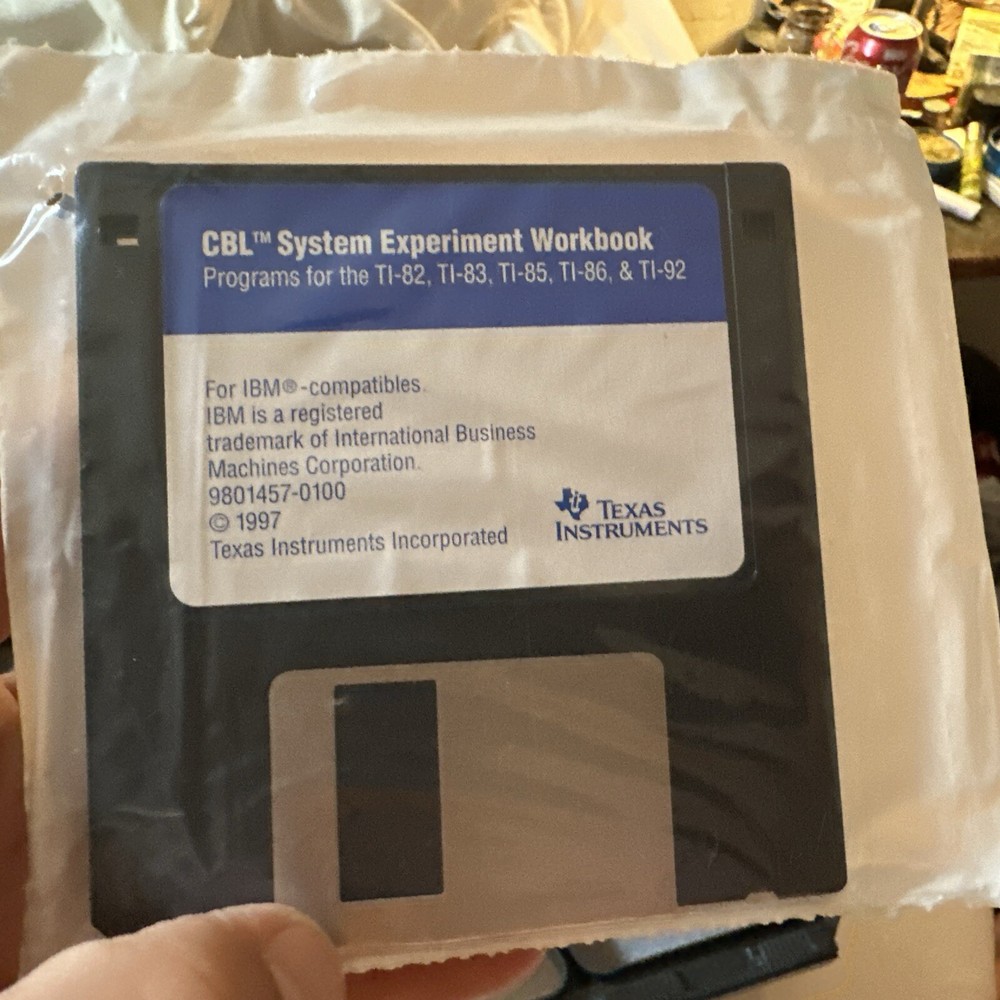 CBL™ System Experiment Workbook
Programs for the TI-82, TI-83, TI-85, TI-86, & TI-92
For IBM®-compatibles.
IBM is a registered
trademark of International Business
Machines Corporation.
9801457-0100
© 1997
Texas Instruments Incorporated
TEXAS
INSTRUMENTS